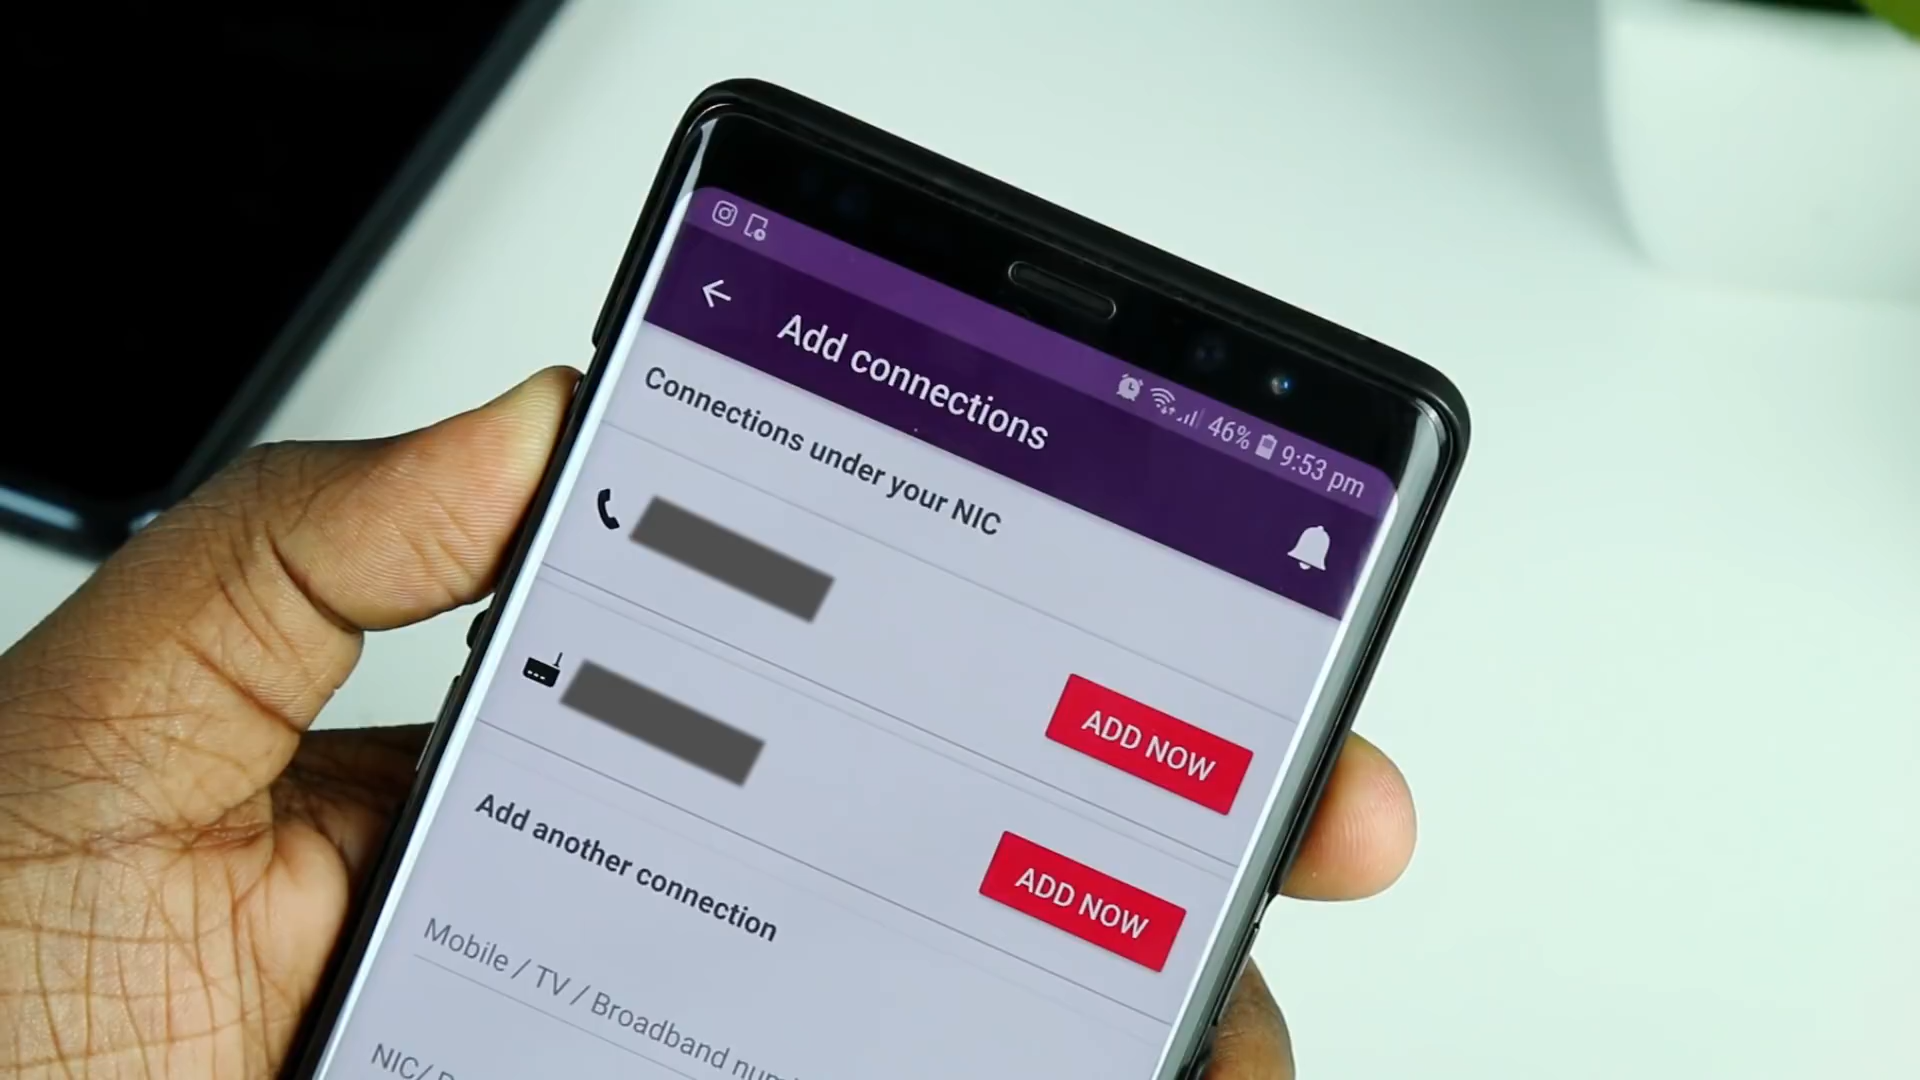 46% 9:53 pm
Add connections
Connections under your NIC
ADD NOW
ADD NOW
Add another connection
Mobile / TV / Broadband
NIC/